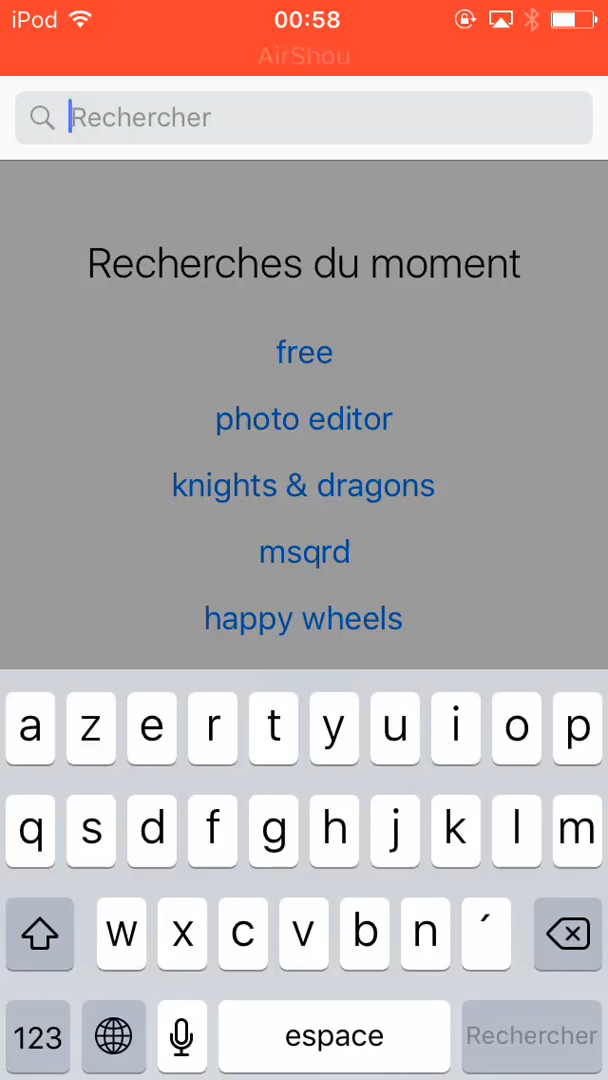 iPod 00:58
AirShou
Rechercher
Recherches du moment
free
photo editor
knights & dragons
msqrd
happy wheels
a z e r t y u i o p
q s d f g h j k l m
w x c v b n ´
123 espace Rechercher